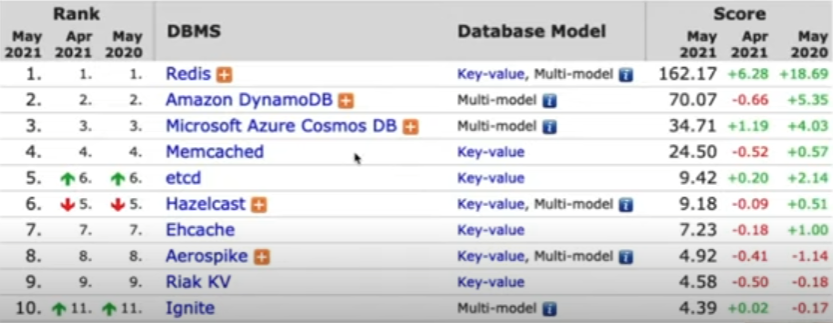 Rank Score
May Apr May DBMS Database Model May Apr May
2021 2021 2020 2021 2021 2020
1. 1. 1. Redis Key-value, Multi-model i 162.17 +6.28 +18.69
2. 2. 2. Amazon DynamoDB Multi-model i 70.07 -0.66 +5.35
3. 3. 3. Microsoft Azure Cosmos DB Multi-model i 34.71 +1.19 +4.03
4. 4. 4. Memcached Key-value 24.50 -0.52 +0.57
5. 6. 6. etcd Key-value 9.42 +0.20 +2.14
6. 5. 5. Hazelcast Key-value, Multi-model i 9.18 -0.09 +0.51
7. 7. 7. Ehcache Key-value 7.23 -0.18 +1.00
8. 8. 8. Aerospike Key-value, Multi-model i 4.92 -0.41 -1.14
9. 9. 9. Riak KV Key-value 4.58 -0.50 -0.18
10. 11. 11. Ignite Multi-model i 4.39 +0.02 -0.17